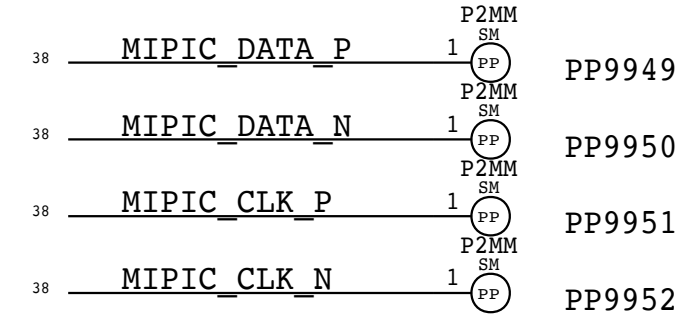 P2MM
SM
38 MIPIC_DATA_P 1 PP PP9949
P2MM
SM
38 MIPIC_DATA_N 1 PP PP9950
P2MM
SM
38 MIPIC_CLK_P 1 PP PP9951
P2MM
SM
38 MIPIC_CLK_N 1 PP PP9952